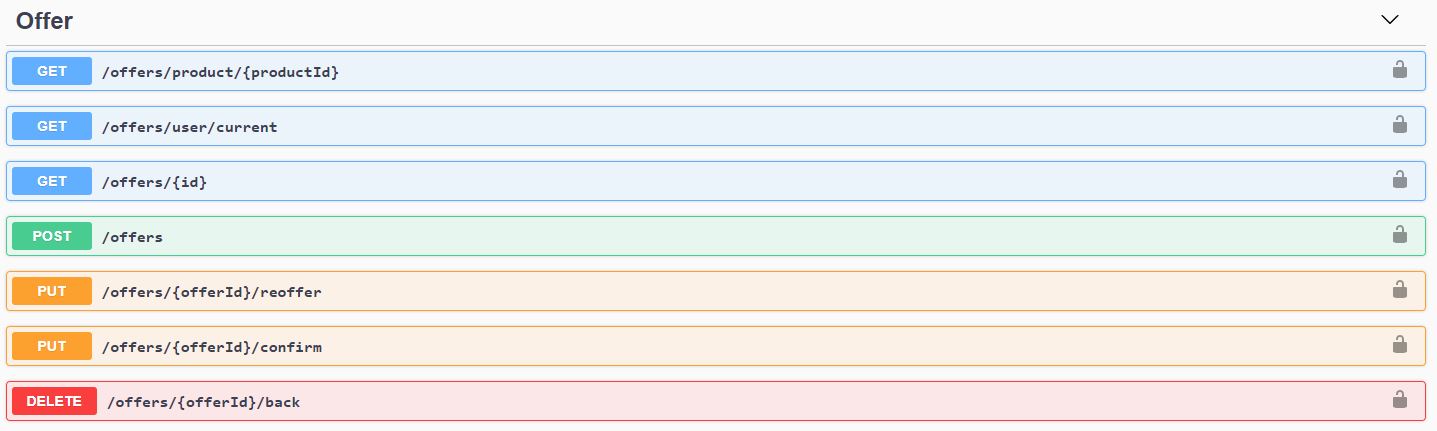 Offer
GET /offers/product/{productId}
GET /offers/user/current
GET /offers/{id}
POST /offers
PUT /offers/{offerId}/reoffer
PUT /offers/{offerId}/confirm
DELETE /offers/{offerId}/back